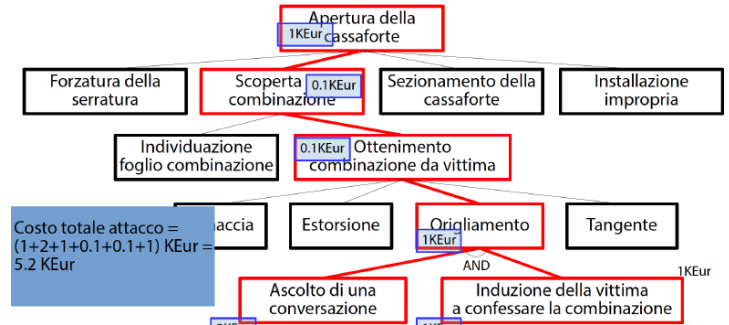 Apertura della
1KEur cassaforte
Forzatura della
serratura
Scoperta
combinazione
0.1KEur
Sezionamento della
cassaforte
Installazione
impropria
Individuazione
foglio combinazione
0.1KEur
Ottenimento
combinazione da vittima
Costo totale attacco =
(1+2+1+0.1+0.1+1) KEur =
5.2 KEur
naccia
Estorsione
Origliamento
1KEur
Tangente
AND
1KEur
Ascolto di una
conversazione
Induzione della vittima
a confessare la combinazione